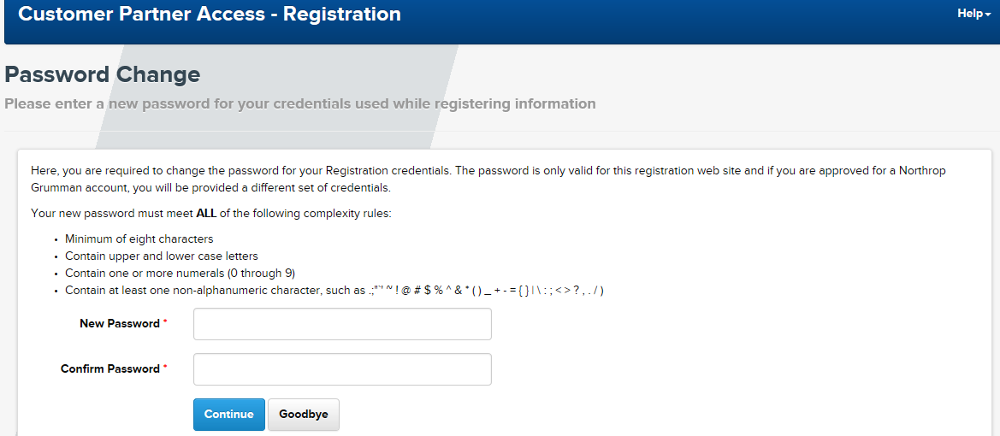 Customer Partner Access - Registration
Help
Password Change
Please enter a new password for your credentials used while registering information
Here, you are required to change the password for your Registration credentials. The password is only valid for this registration web site and if you are approved for a Northrop
Grumman account, you will be provided a different set of credentials.
Your new password must meet ALL of the following complexity rules:
• Minimum of eight characters
• Contain upper and lower case letters
• Contain one or more numerals (0 through 9)
• Contain at least one non-alphanumeric character, such as .;"`' ~ ! @ # $ % ^ & * ( ) _ + - = { } | \ : ; < > ? , . / )
New Password *
Confirm Password *
Continue
Goodbye